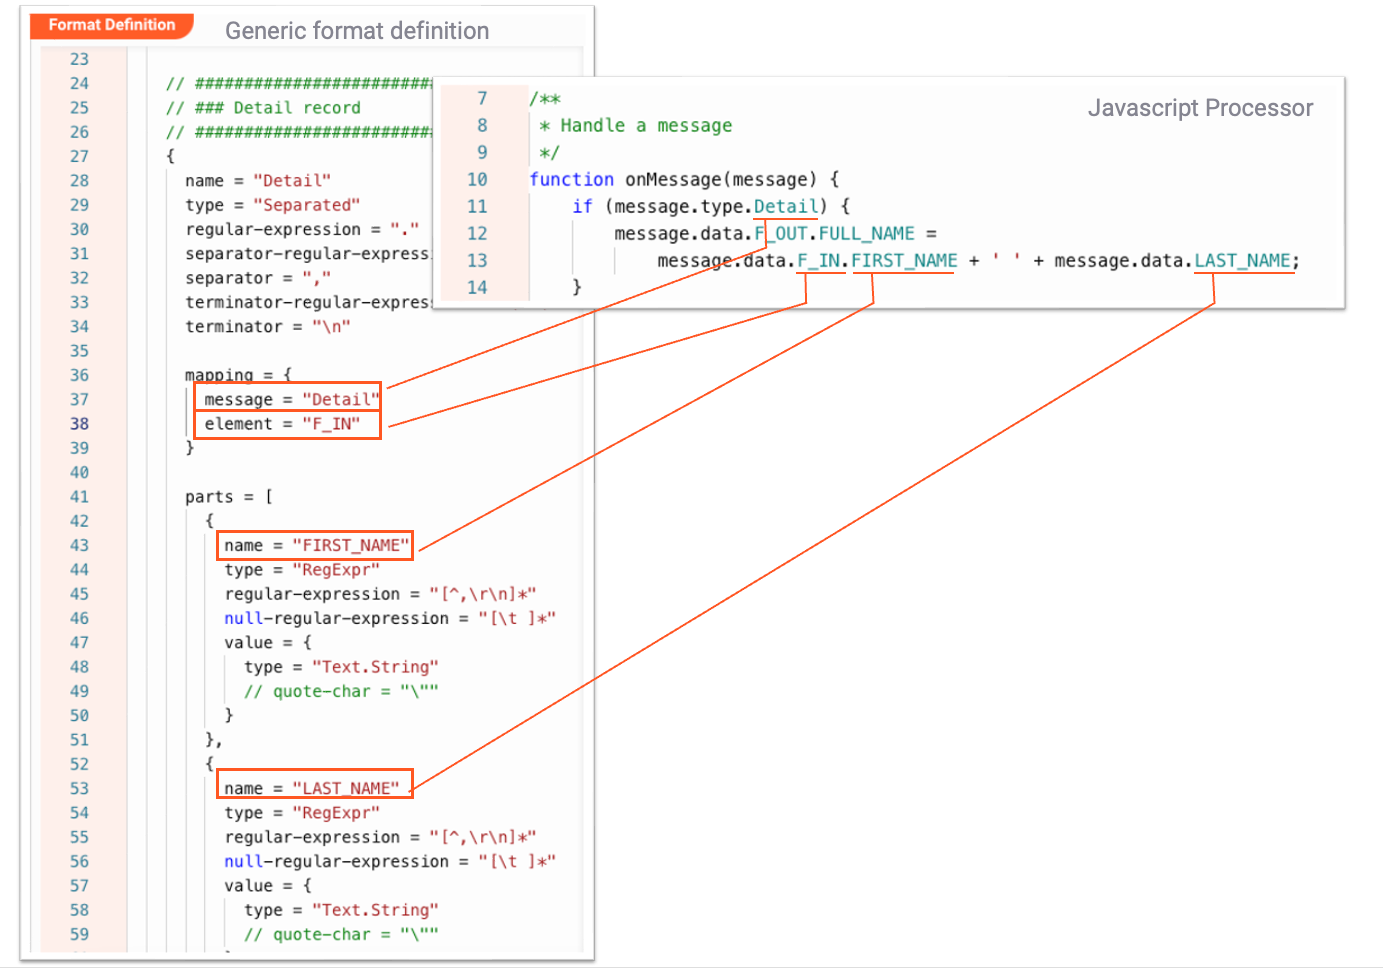 Format Definition
Generic format definition
23
24 // ########################
25 // ### Detail record
26 // ########################
27 {
28 name = "Detail"
29 type = "Separated"
30 regular-expression = "."
31 separator-regular-express
32 separator = ","
33 terminator-regular-expres
34 terminator = "\n"
35
36 mapping = {
37 message = "Detail"
38 element = "F_IN"
39 }
40
41 parts = [
42 {
43 name = "FIRST_NAME"
44 type = "RegExpr"
45 regular-expression = "[^,\r\n]*"
46 null-regular-expression = "[\t ]*"
47 value = {
48 type = "Text.String"
49 // quote-char = "\""
50 }
51 },
52 {
53 name = "LAST_NAME"
54 type = "RegExpr"
55 regular-expression = "[^,\r\n]*"
56 null-regular-expression = "[\t ]*"
57 value = {
58 type = "Text.String"
59 // quote-char = "\""
Javascript Processor
7 /**
8 * Handle a message
9 */
10 function onMessage(message) {
11 if (message.type.Detail) {
12 message.data.F_OUT.FULL_NAME =
13 message.data.F_IN.FIRST_NAME + ' ' + message.data.LAST_NAME;
14 }